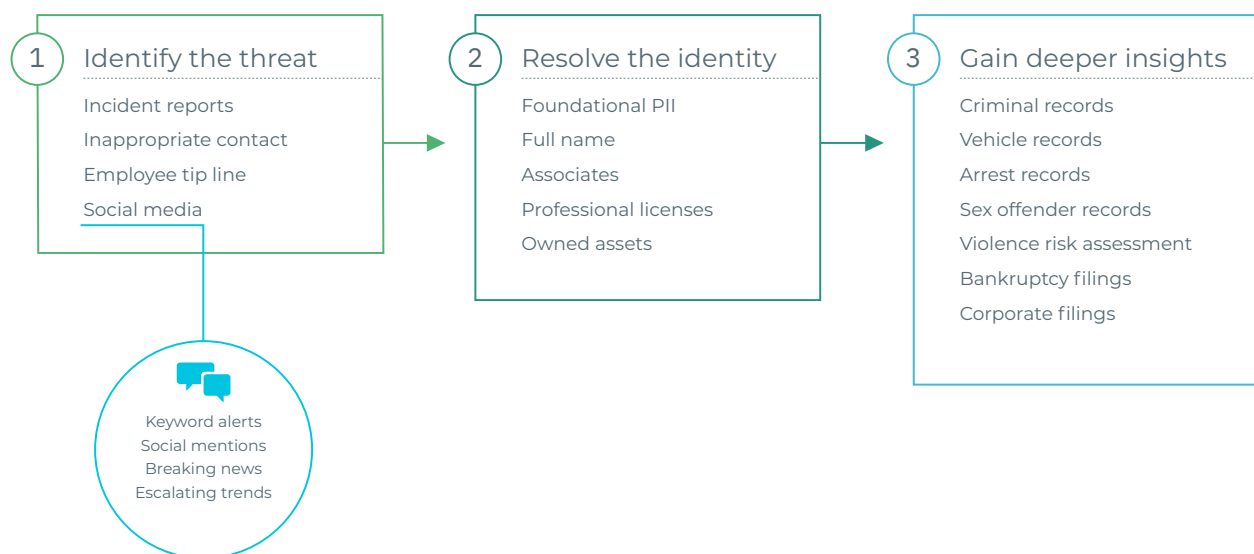 1
Identify the threat
Incident reports
Inappropriate contact
Employee tip line
Social media
Keyword alerts
Social mentions
Breaking news
Escalating trends
2
Resolve the identity
Foundational PII
Full name
Associates
Professional licenses
Owned assets
3
Gain deeper insights
Criminal records
Vehicle records
Arrest records
Sex offender records
Violence risk assessment
Bankruptcy filings
Corporate filings